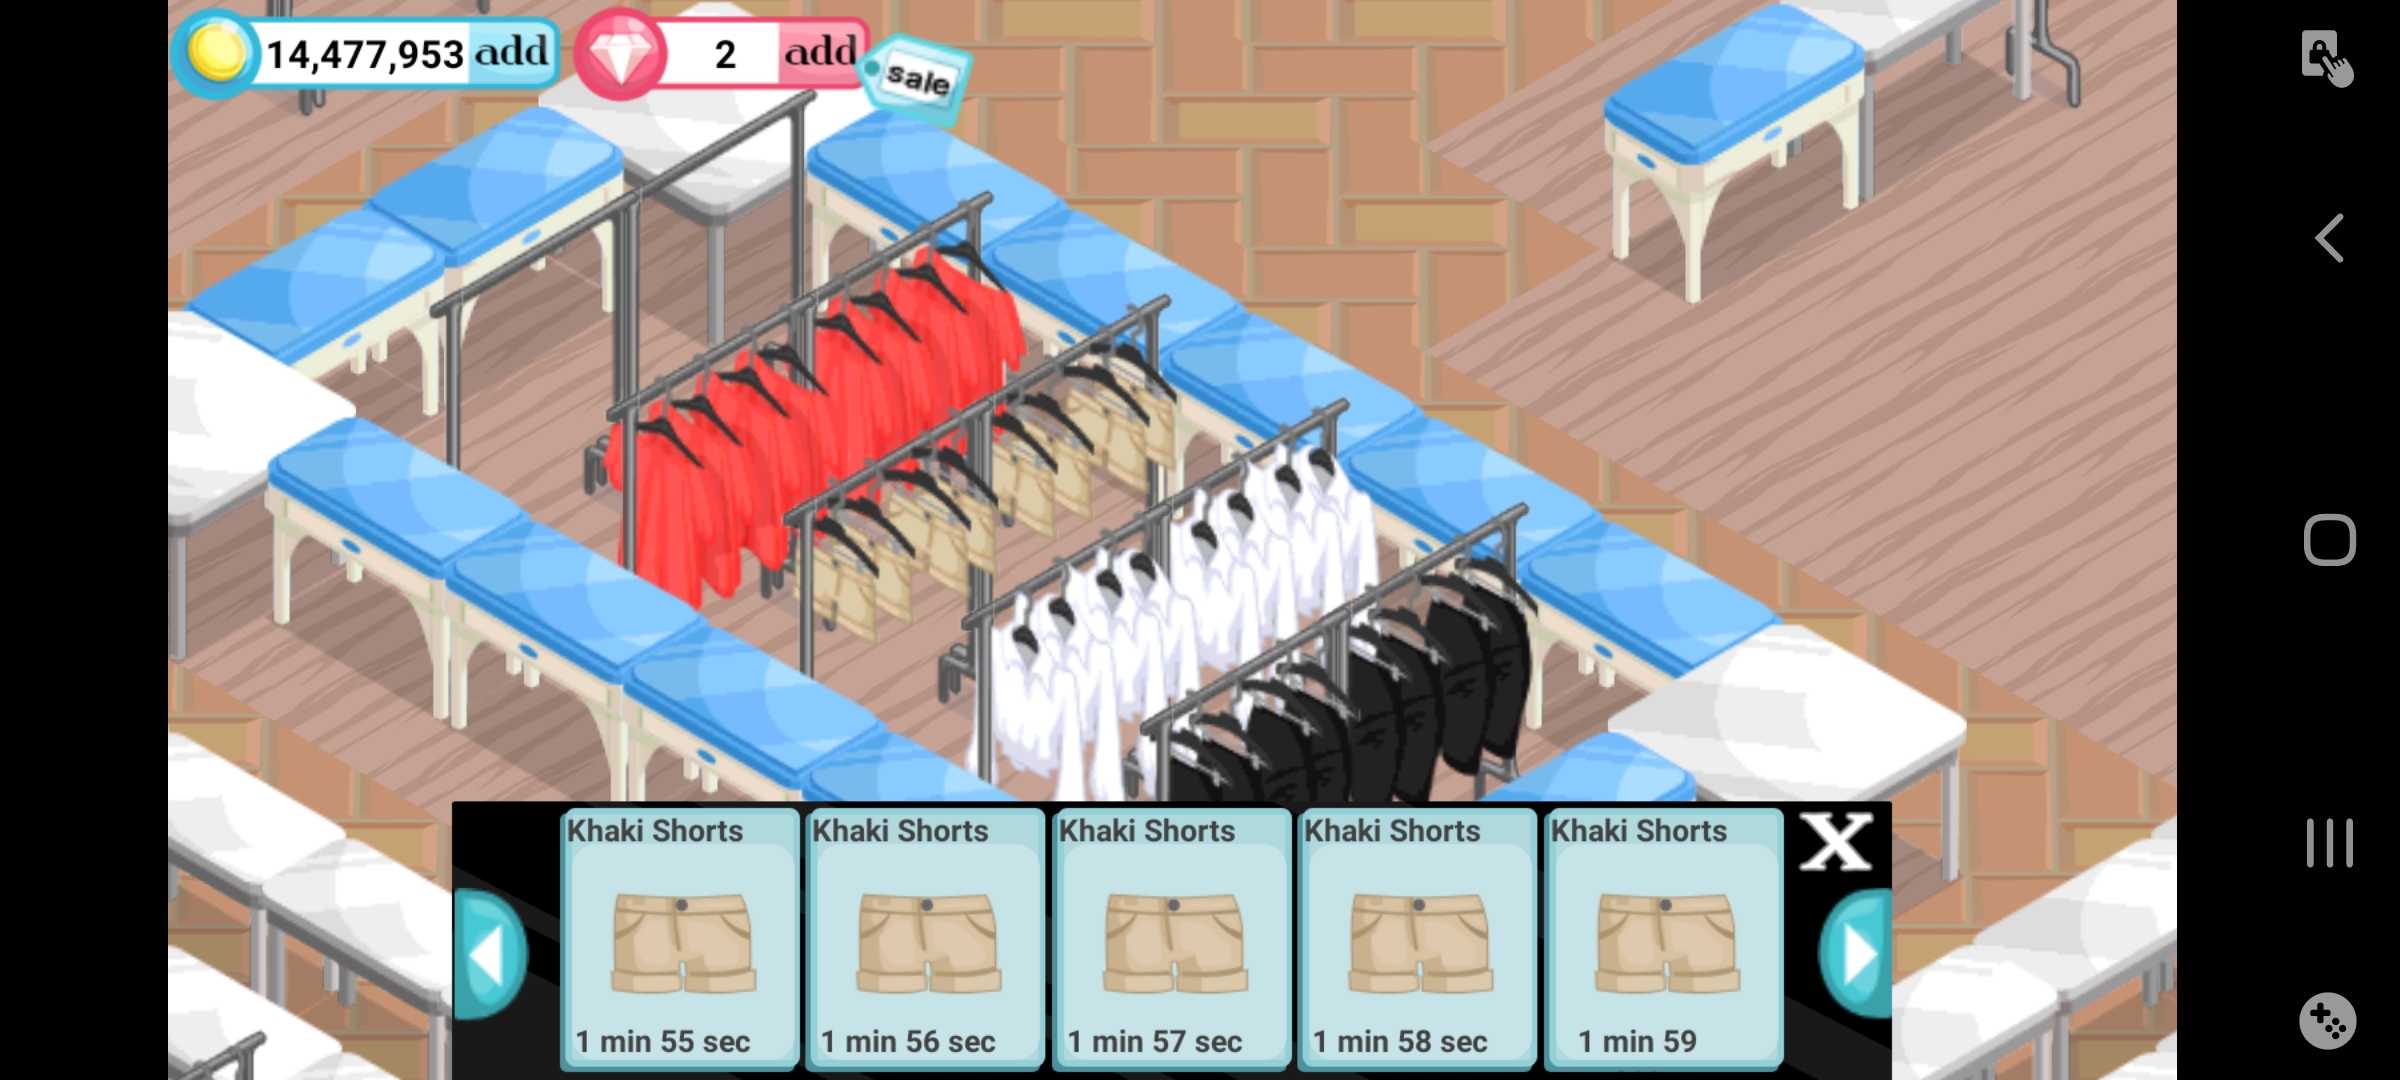 14,477,953 add
2 add
sale
Khaki Shorts
1 min 55 sec
Khaki Shorts
1 min 56 sec
Khaki Shorts
1 min 57 sec
Khaki Shorts
1 min 58 sec
Khaki Shorts
1 min 59
X